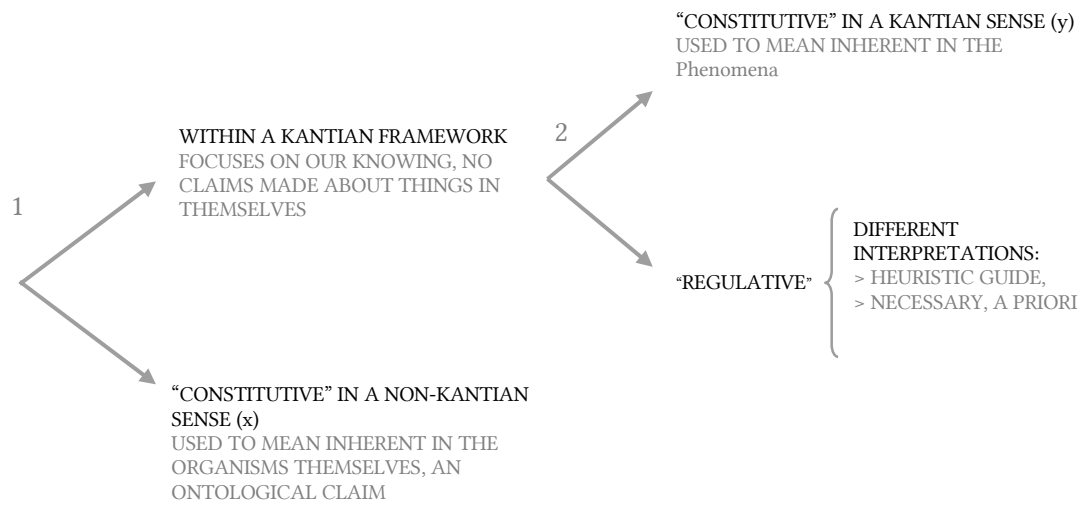 1
WITHIN A KANTIAN FRAMEWORK
FOCUSES ON OUR KNOWING, NO
CLAIMS MADE ABOUT THINGS IN
THEMSELVES
“CONSTITUTIVE” IN A NON-KANTIAN
SENSE (x)
USED TO MEAN INHERENT IN THE
ORGANISMS THEMSELVES, AN
ONTOLOGICAL CLAIM
2
“CONSTITUTIVE” IN A KANTIAN SENSE (y)
USED TO MEAN INHERENT IN THE
Phenomena
“REGULATIVE”
DIFFERENT
INTERPRETATIONS:
> HEURISTIC GUIDE,
> NECESSARY, A PRIORI